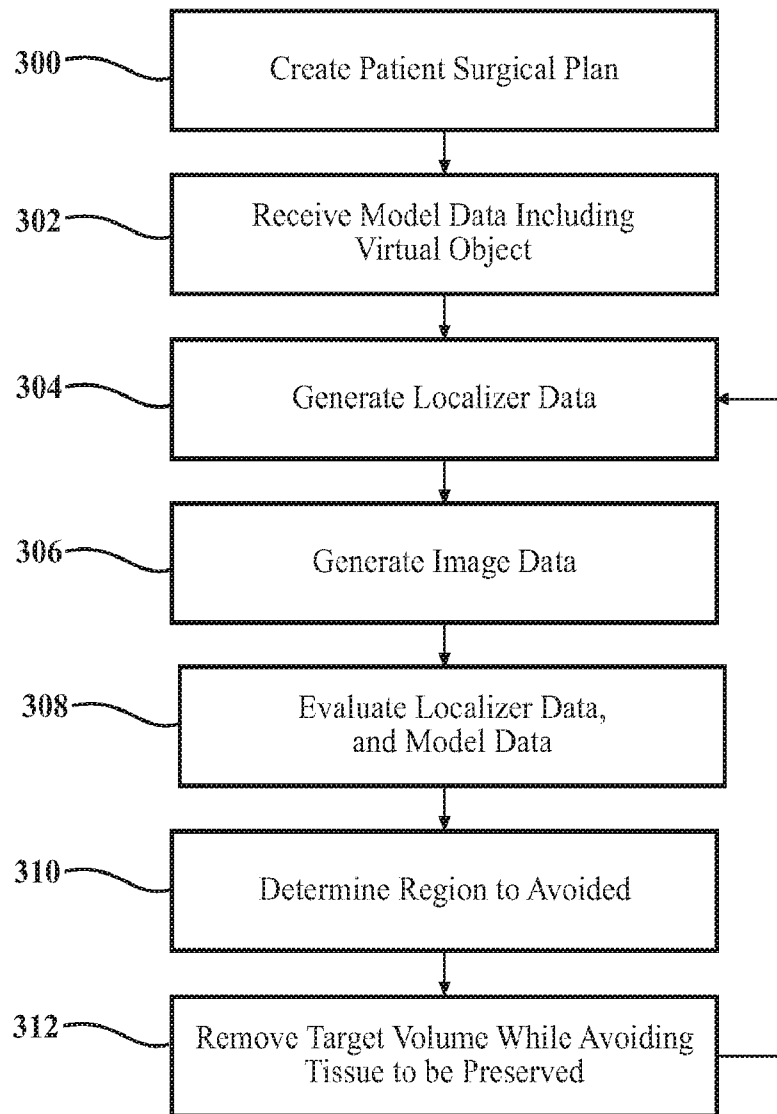 300
Create Patient Surgical Plan
302
Receive Model Data Including
Virtual Object
304
Generate Localizer Data
306
Generate Image Data
308
Evaluate Localizer Data,
and Model Data
310
Determine Region to Avoided
312
Remove Target Volume While Avoiding
Tissue to be Preserved